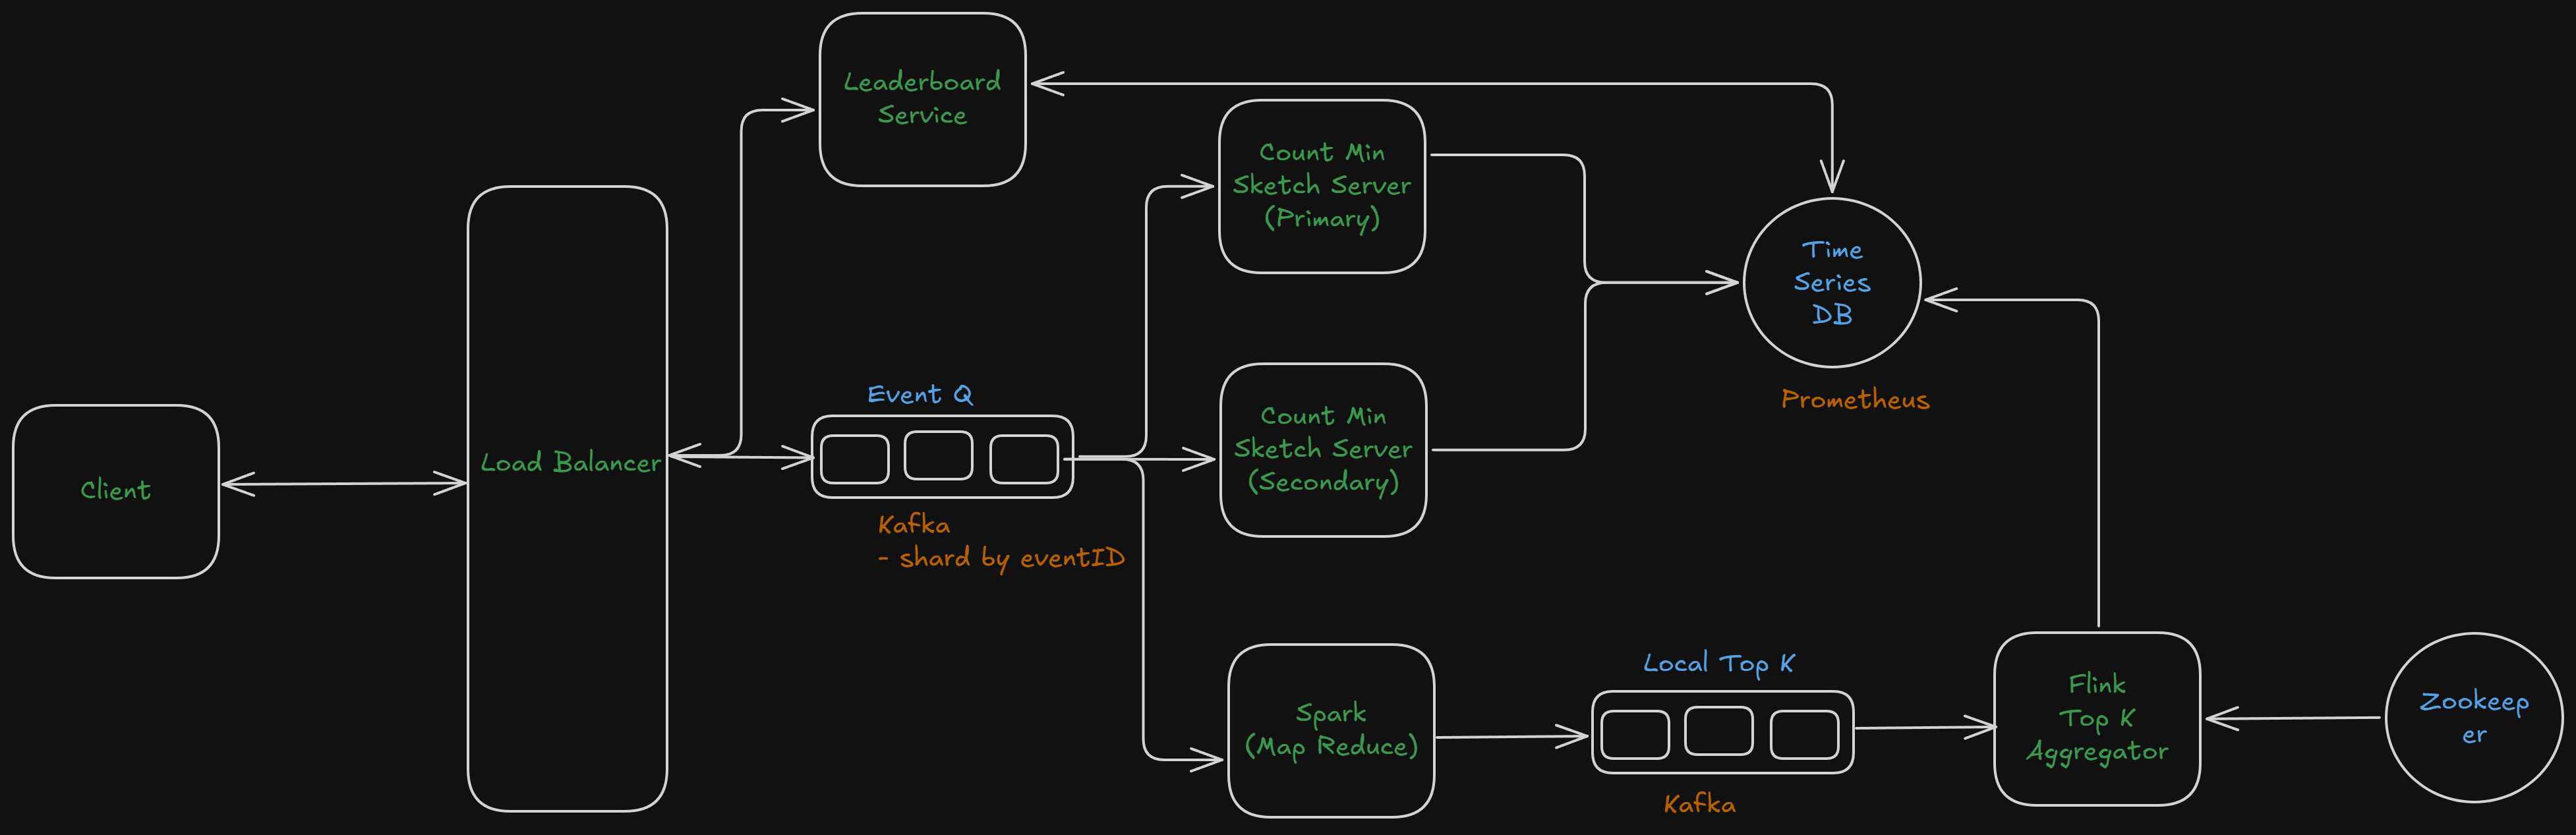 Leaderboard
Service
Count Min
Sketch Server
(Primary)
Time
Series
DB
Prometheus
Event Q
Load Balancer
Client
Kafka
- shard by eventID
Count Min
Sketch Server
(Secondary)
Spark
(Map Reduce)
Local Top K
Kafka
Flink
Top K
Aggregator
Zookeep
er